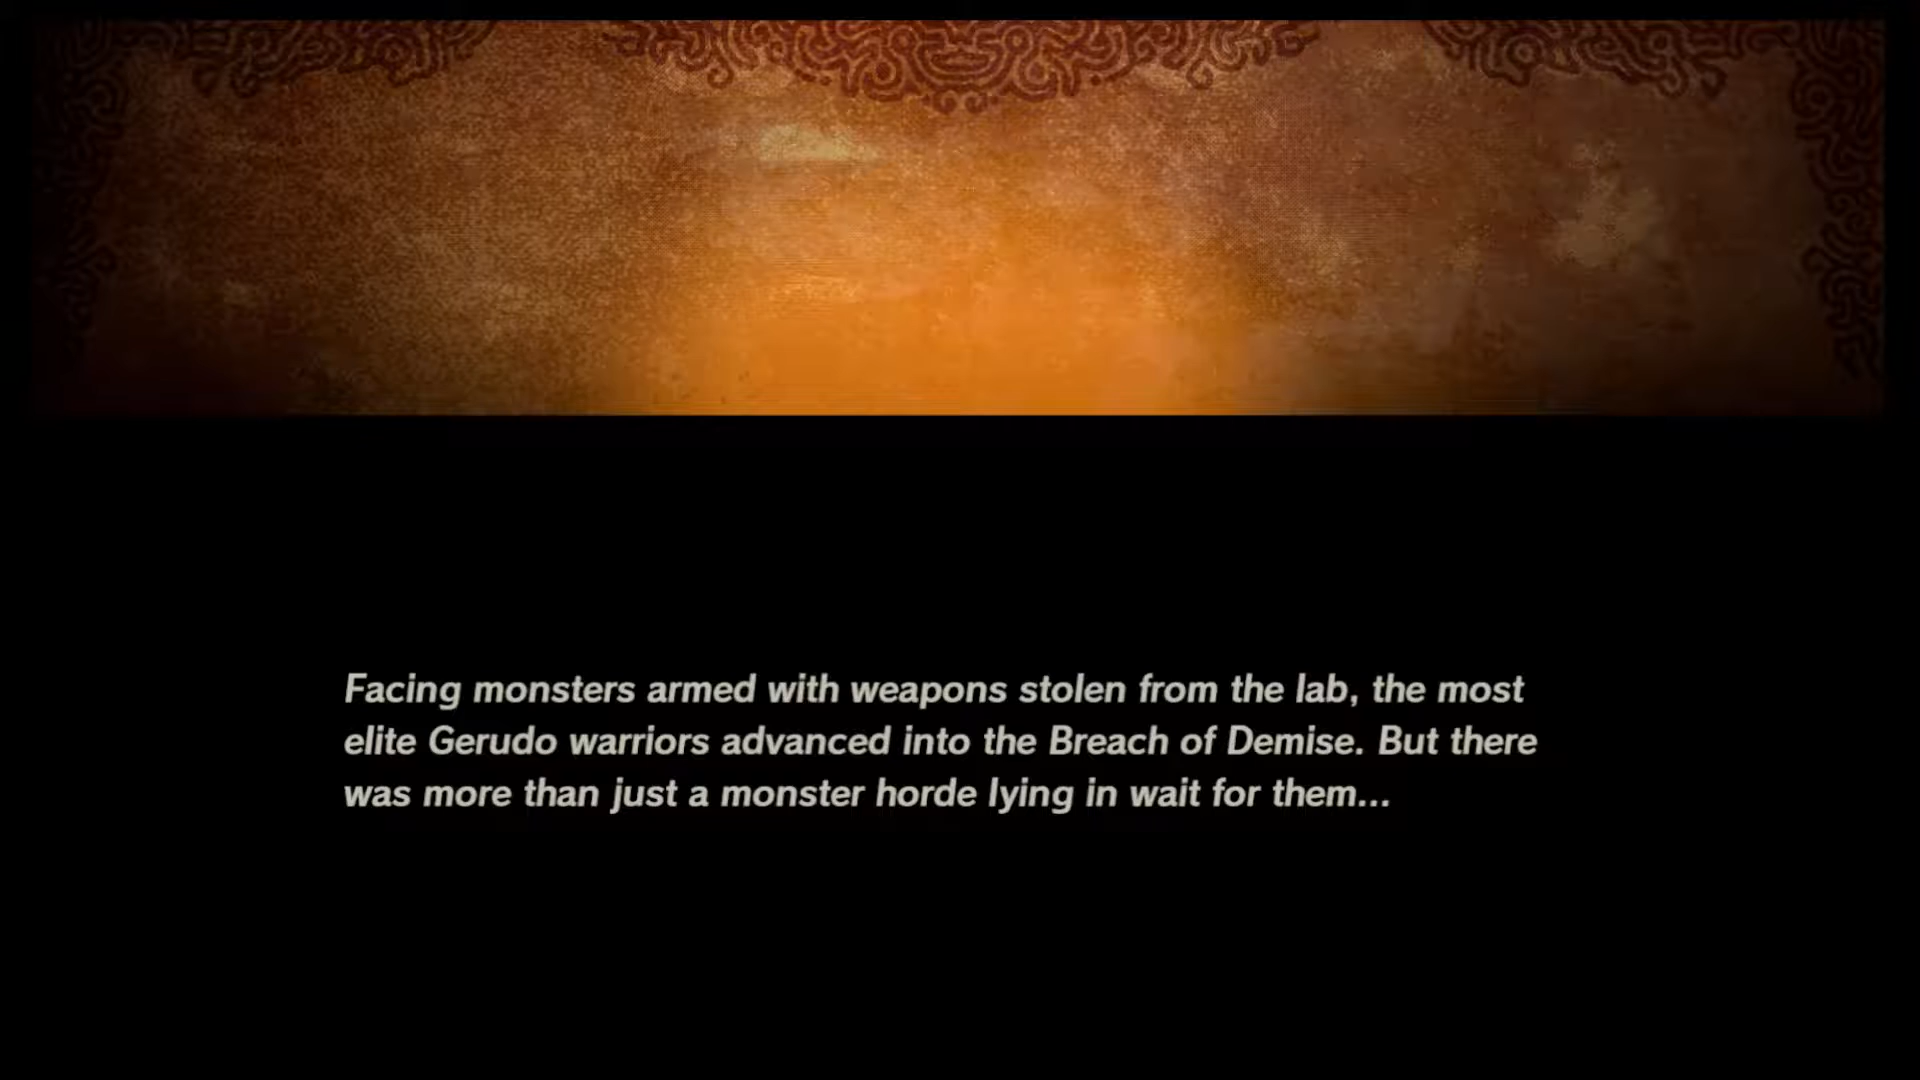 Facing monsters armed with weapons stolen from the lab, the most
elite Gerudo warriors advanced into the Breach of Demise. But there
was more than just a monster horde lying in wait for them...